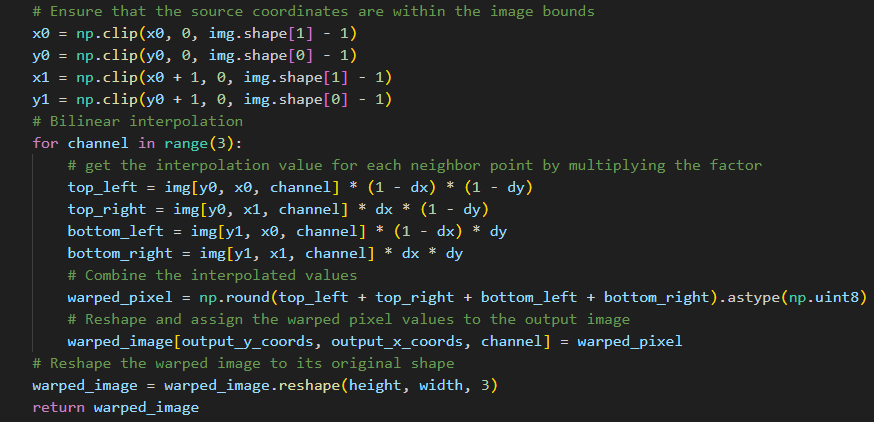 # Ensure that the source coordinates are within the image bounds
x0 = np.clip(x0, 0, img.shape[1] - 1)
y0 = np.clip(y0, 0, img.shape[0] - 1)
x1 = np.clip(x0 + 1, 0, img.shape[1] - 1)
y1 = np.clip(y0 + 1, 0, img.shape[0] - 1)
# Bilinear interpolation
for channel in range(3):
    # get the interpolation value for each neighbor point by multiplying the factor
    top_left = img[y0, x0, channel] * (1 - dx) * (1 - dy)
    top_right = img[y0, x1, channel] * dx * (1 - dy)
    bottom_left = img[y1, x0, channel] * (1 - dx) * dy
    bottom_right = img[y1, x1, channel] * dx * dy
    # Combine the interpolated values
    warped_pixel = np.round(top_left + top_right + bottom_left + bottom_right).astype(np.uint8)
    # Reshape and assign the warped pixel values to the output image
    warped_image[output_y_coords, output_x_coords, channel] = warped_pixel
# Reshape the warped image to its original shape
warped_image = warped_image.reshape(height, width, 3)
return warped_image